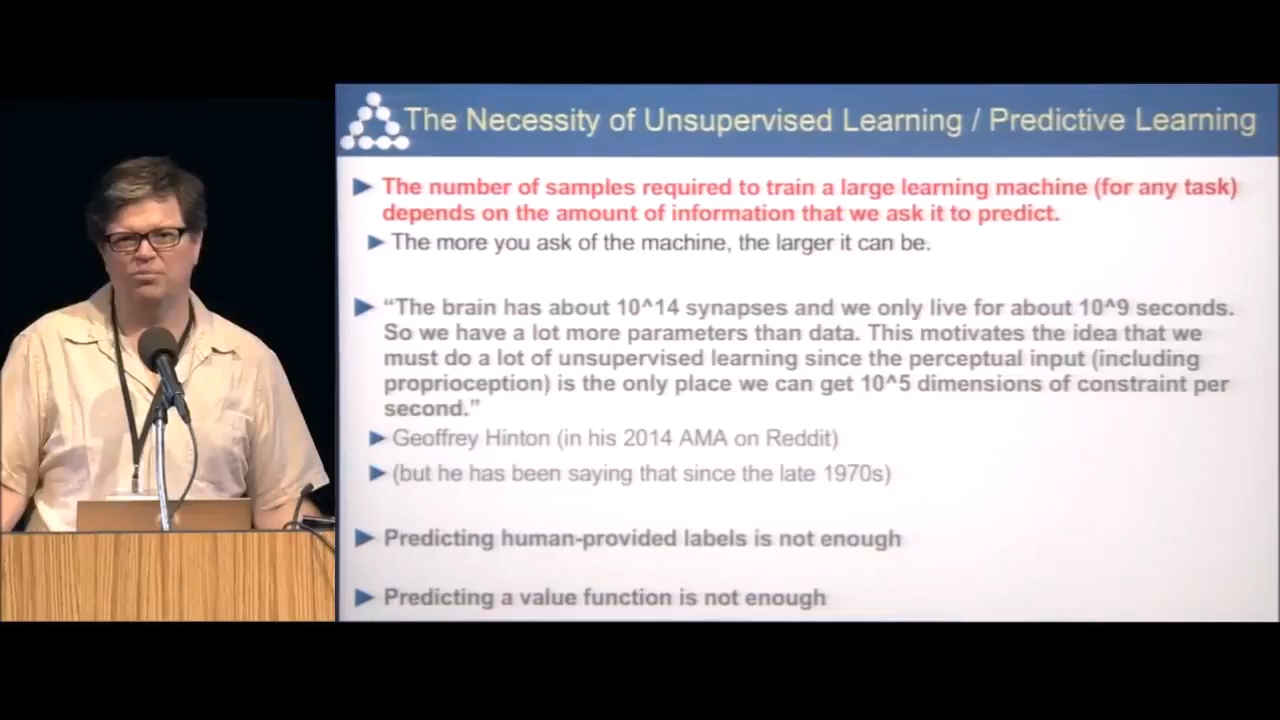 The Necessity of Unsupervised Learning / Predictive Learning
The number of samples required to train a large learning machine (for any task)
depends on the amount of information that we ask it to predict.
The more you ask of the machine, the larger it can be.
“The brain has about 10^14 synapses and we only live for about 10^9 seconds.
So we have a lot more parameters than data. This motivates the idea that we
must do a lot of unsupervised learning since the perceptual input (including
proprioception) is the only place we can get 10^5 dimensions of constraint per
second.”
Geoffrey Hinton (in his 2014 AMA on Reddit)
(but he has been saying that since the late 1970s)
Predicting human-provided labels is not enough
Predicting a value function is not enough